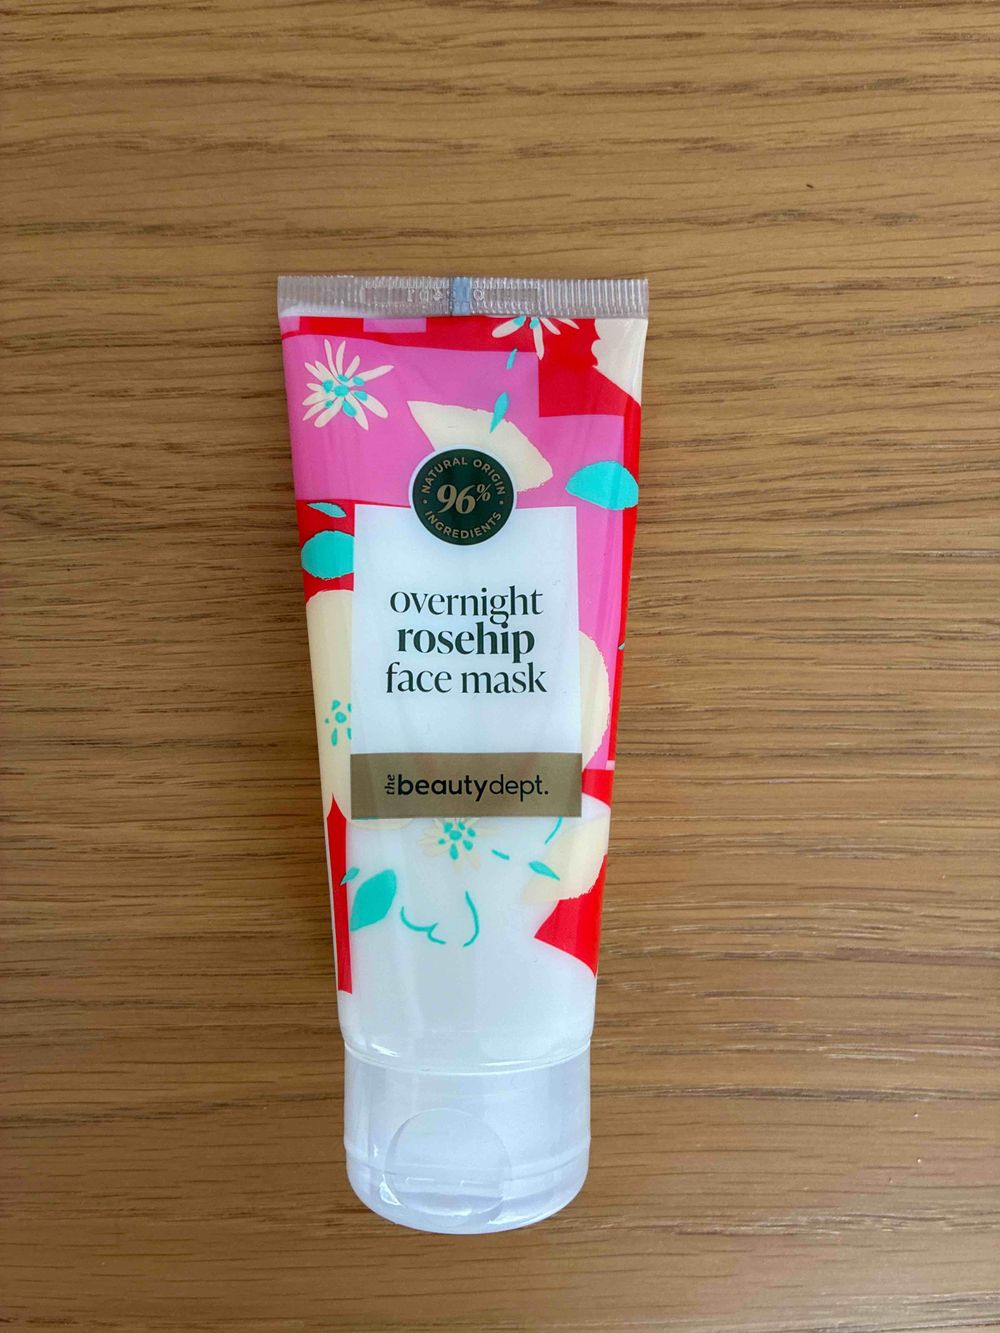 NATURAL ORIGIN
96%
INGREDIENTS
overnight
rosehip
face mask
the beautydept.